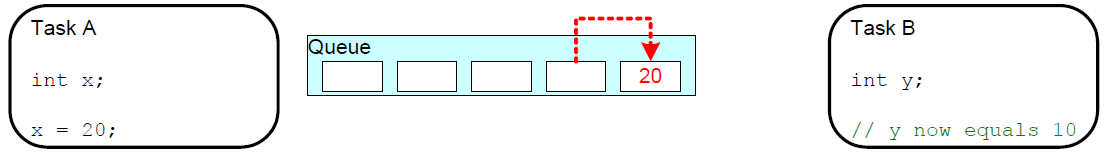 Task A
int x;
x = 20;
Queue
20
Task B
int y;
// y now equals 10